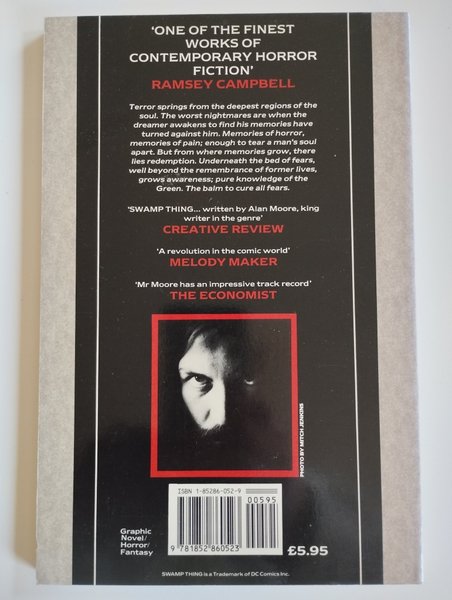 ‘ONE OF THE FINEST
WORKS OF
CONTEMPORARY HORROR
FICTION’
RAMSEY CAMPBELL
Terror springs from the deepest regions of the
soul. The worst nightmares are when the
dreamer awakens to find his memories have
turned against him. Memories of horror,
memories of pain; enough to tear a man's soul
apart. But from where memories grow, there
lies redemption. Underneath the bed of fears,
well beyond the remembrance of former lives,
grows awareness; pure knowledge of the
Green. The balm to cure all fears.
‘SWAMP THING... written by Alan Moore, king
writer in the genre’
CREATIVE REVIEW
‘A revolution in the comic world’
MELODY MAKER
‘Mr Moore has an impressive track record’
THE ECONOMIST
PHOTO BY MITCH JENKINS
ISBN 1-85286-052-9
00595
9 781852 860523
Graphic
Novel/
Horror/
Fantasy
£5.95
SWAMP THING is a Trademark of DC Comics Inc.